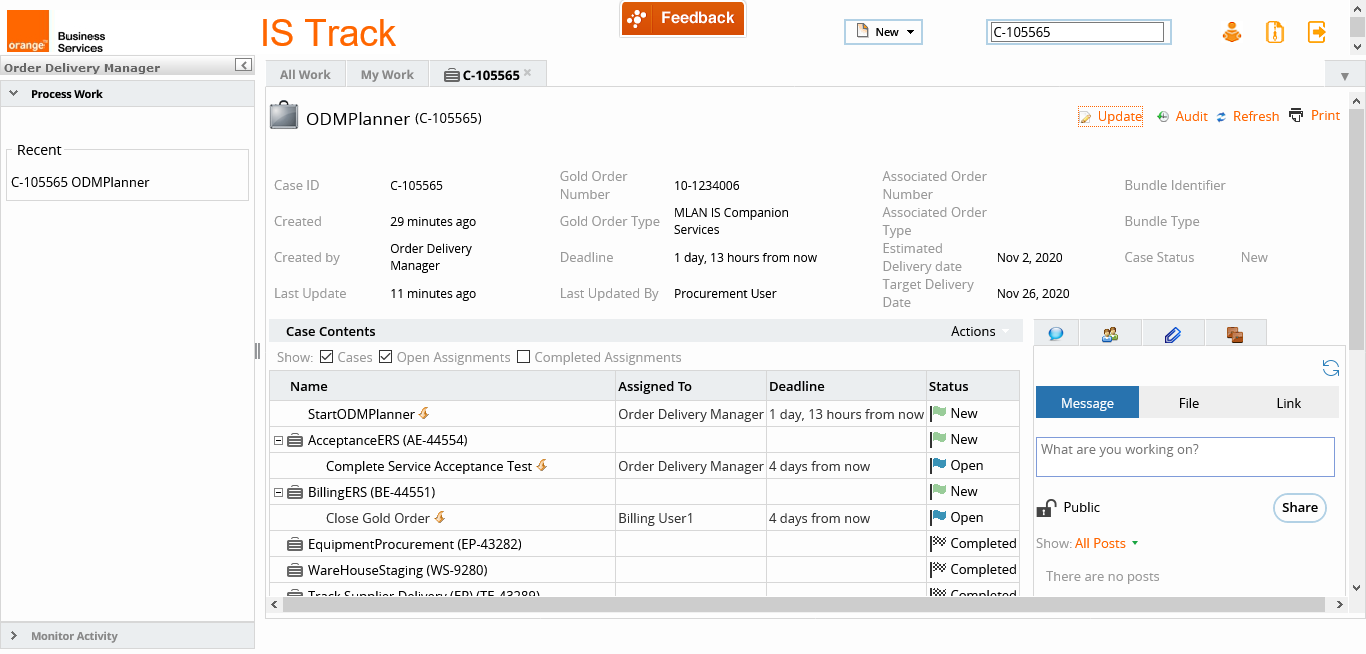 orange™
Business
Services
IS Track
Feedback
New
C-105565
Order Delivery Manager
All Work
My Work
C-105565
Process Work
Recent
C-105565 ODMPlanner
Monitor Activity
ODMPlanner (C-105565)
Update
Audit
Refresh
Print
Case ID
C-105565
Gold Order
Number
10-1234006
Associated Order
Number
Bundle Identifier
Created
29 minutes ago
Gold Order Type
MLAN IS Companion
Services
Associated Order
Type
Bundle Type
Created by
Order Delivery
Manager
Deadline
1 day, 13 hours from now
Estimated
Delivery date
Nov 2, 2020
Case Status
New
Last Update
11 minutes ago
Last Updated By
Procurement User
Target Delivery
Date
Nov 26, 2020
Case Contents
Actions
Show: Cases Open Assignments Completed Assignments
Name Assigned To Deadline Status
StartODMPlanner Order Delivery Manager 1 day, 13 hours from now New
AcceptanceERS (AE-44554) New
Complete Service Acceptance Test Order Delivery Manager 4 days from now Open
BillingERS (BE-44551) New
Close Gold Order Billing User1 4 days from now Open
EquipmentProcurement (EP-43282) Completed
WareHouseStaging (WS-9280) Completed
Track Supplier Delivery (EP) (TE-43289) Completed
Message
File
Link
What are you working on?
Public
Share
Show: All Posts
There are no posts